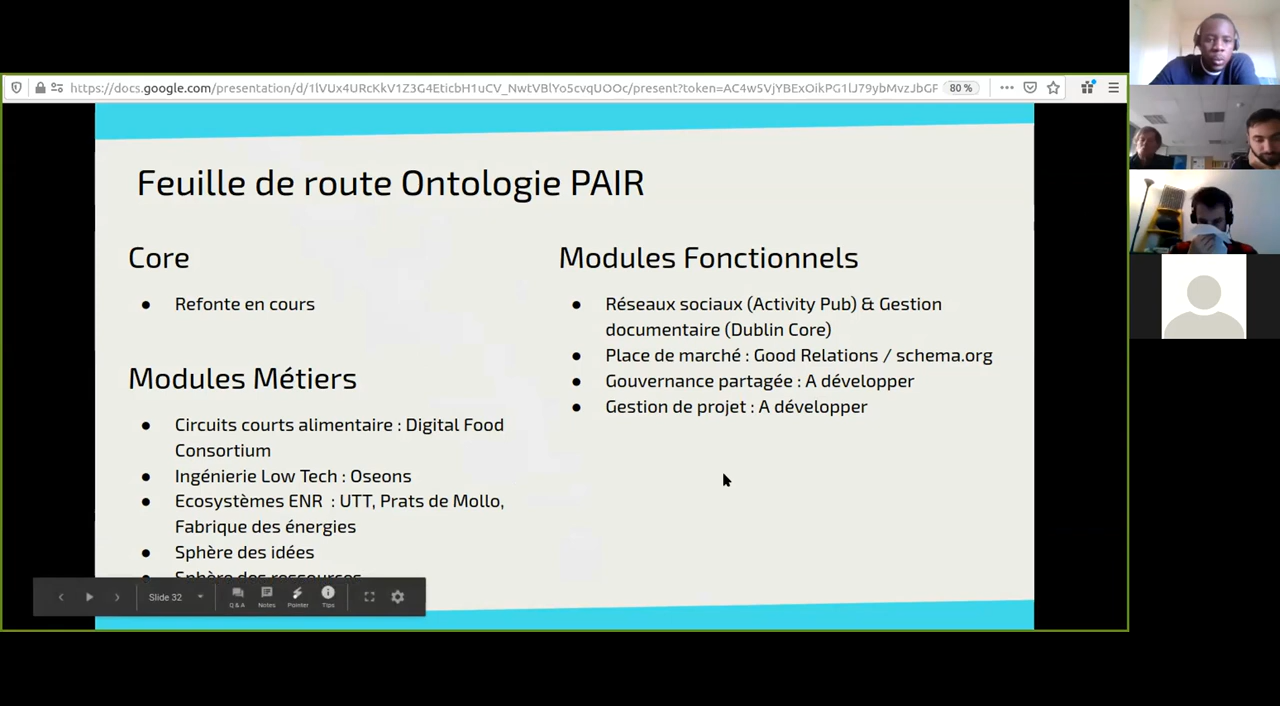 https://docs.google.com/presentation/d/1lVUx4URcKkV1Z1G4EticbH1uCV_NwtVBlYo5cvqUOOc/present?token=AC4w5VjYBExOikPG1lJ79ybMvzJbGF
80 %
Feuille de route Ontologie PAIR
Core
● Refonte en cours
Modules Métiers
● Circuits courts alimentaire : Digital Food
Consortium
● Ingénierie Low Tech : Oseons
● Ecosystèmes ENR : UTT, Prats de Mollo,
Fabrique des énergies
● Sphère des idées
● Sphère des ressources
Modules Fonctionnels
● Réseaux sociaux (Activity Pub) & Gestion
documentaire (Dublin Core)
● Place de marché : Good Relations / schema.org
● Gouvernance partagée : A développer
● Gestion de projet : A développer
Slide 32
Q & A
Notes
Pointer
Tips